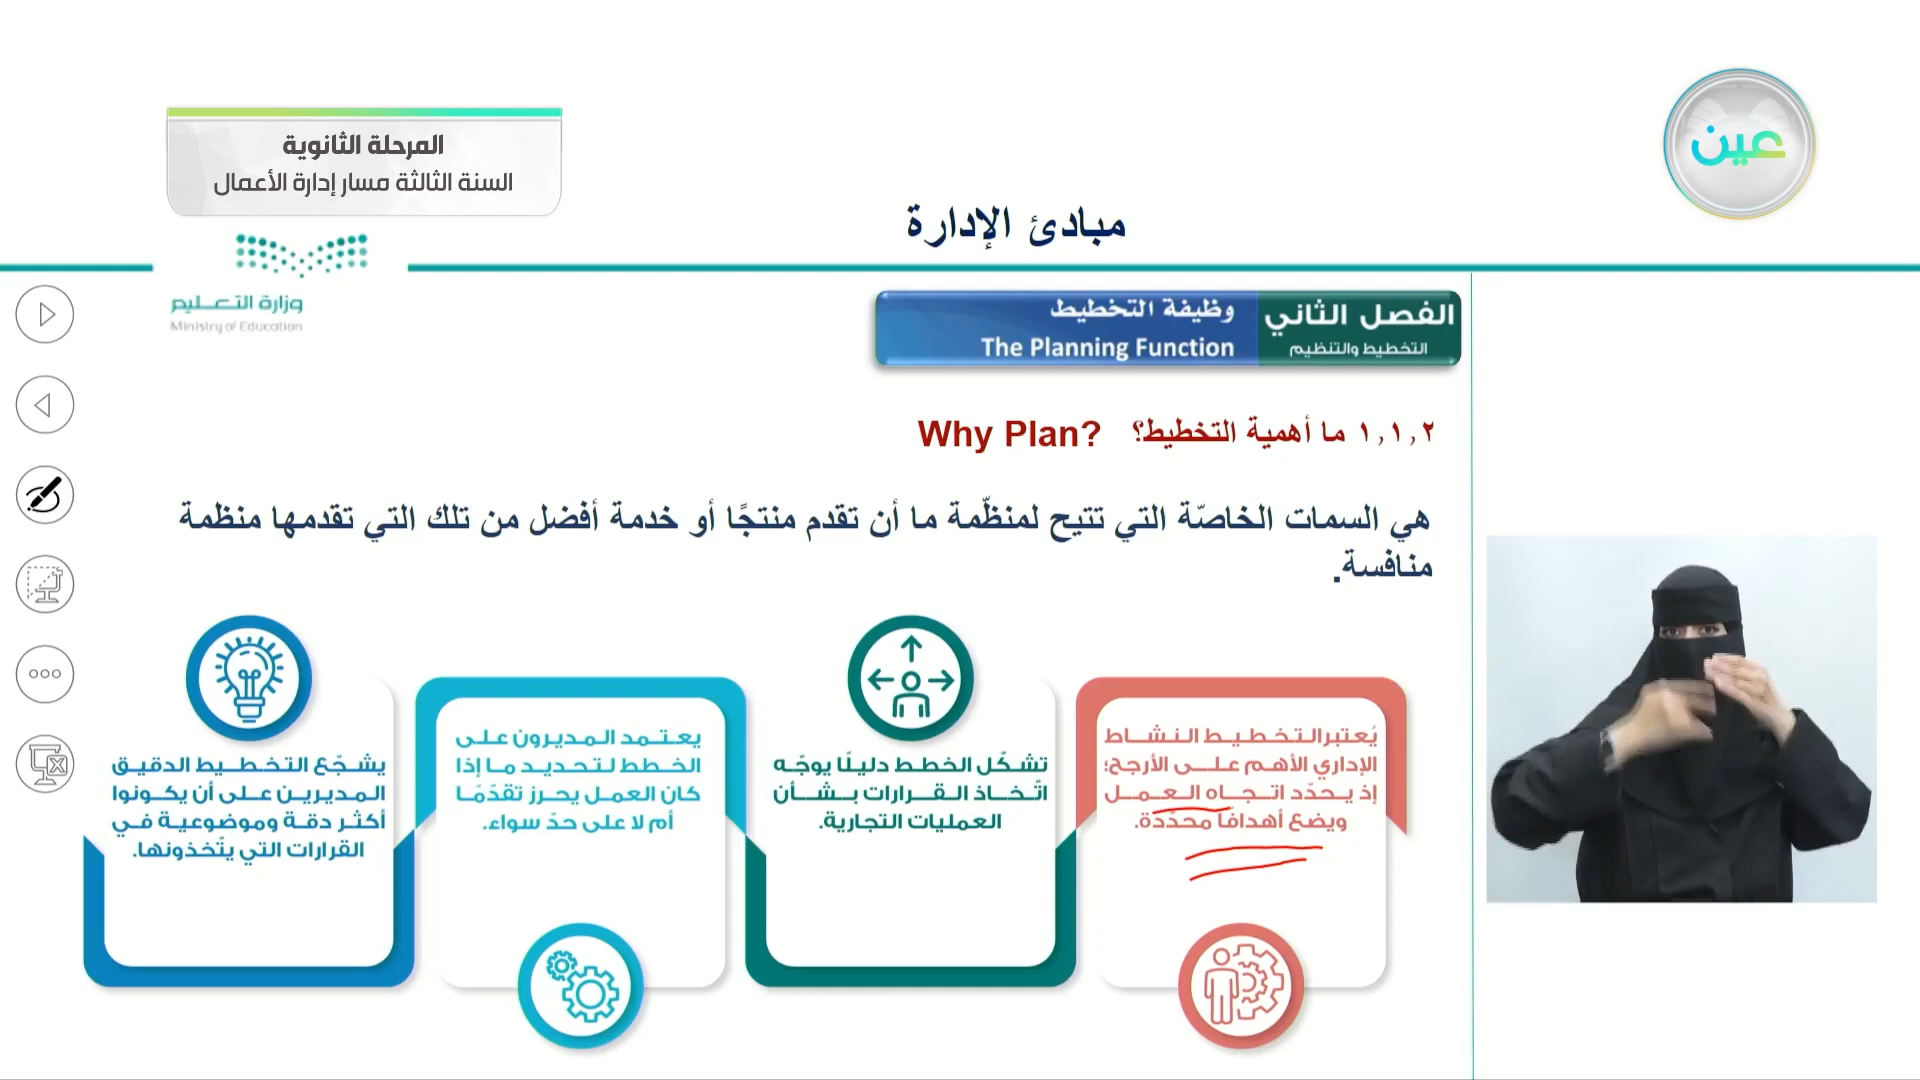 المرحلة الثانوية
السنة الثالثة مسار إدارة الأعمال
عين
مبادئ الإدارة
وزارة التعـــليم
Ministry of Education
الفصل الثاني
التخطيط والتنظيم
وظيفة التخطيط
The Planning Function
١,١,٢ ما أهمية التخطيط؟ Why Plan?
هي السمات الخاصّة التي تتيح لمنظّمة ما أن تقدم منتجًا أو خدمة أفضل من تلك التي تقدمها منظمة
منافسة.
يُعتبر التخطيط النشاط
الإداري الأهم على الأرجح؛
إذ يحدّد اتجاه العمل
ويضع أهدافًا محدّدة.
تشكّل الخطط دليلًا يوجّه
اتّخاذ القرارات بشأن
العمليات التجارية.
يعتمد المديرون على
الخطط لتحديد ما إذا
كان العمل يحرز تقدّمًا
أم لا على حدّ سواء.
يشجّع التخطيط الدقيق
المديرين على أن يكونوا
أكثر دقة وموضوعية في
القرارات التي يتّخذونها.